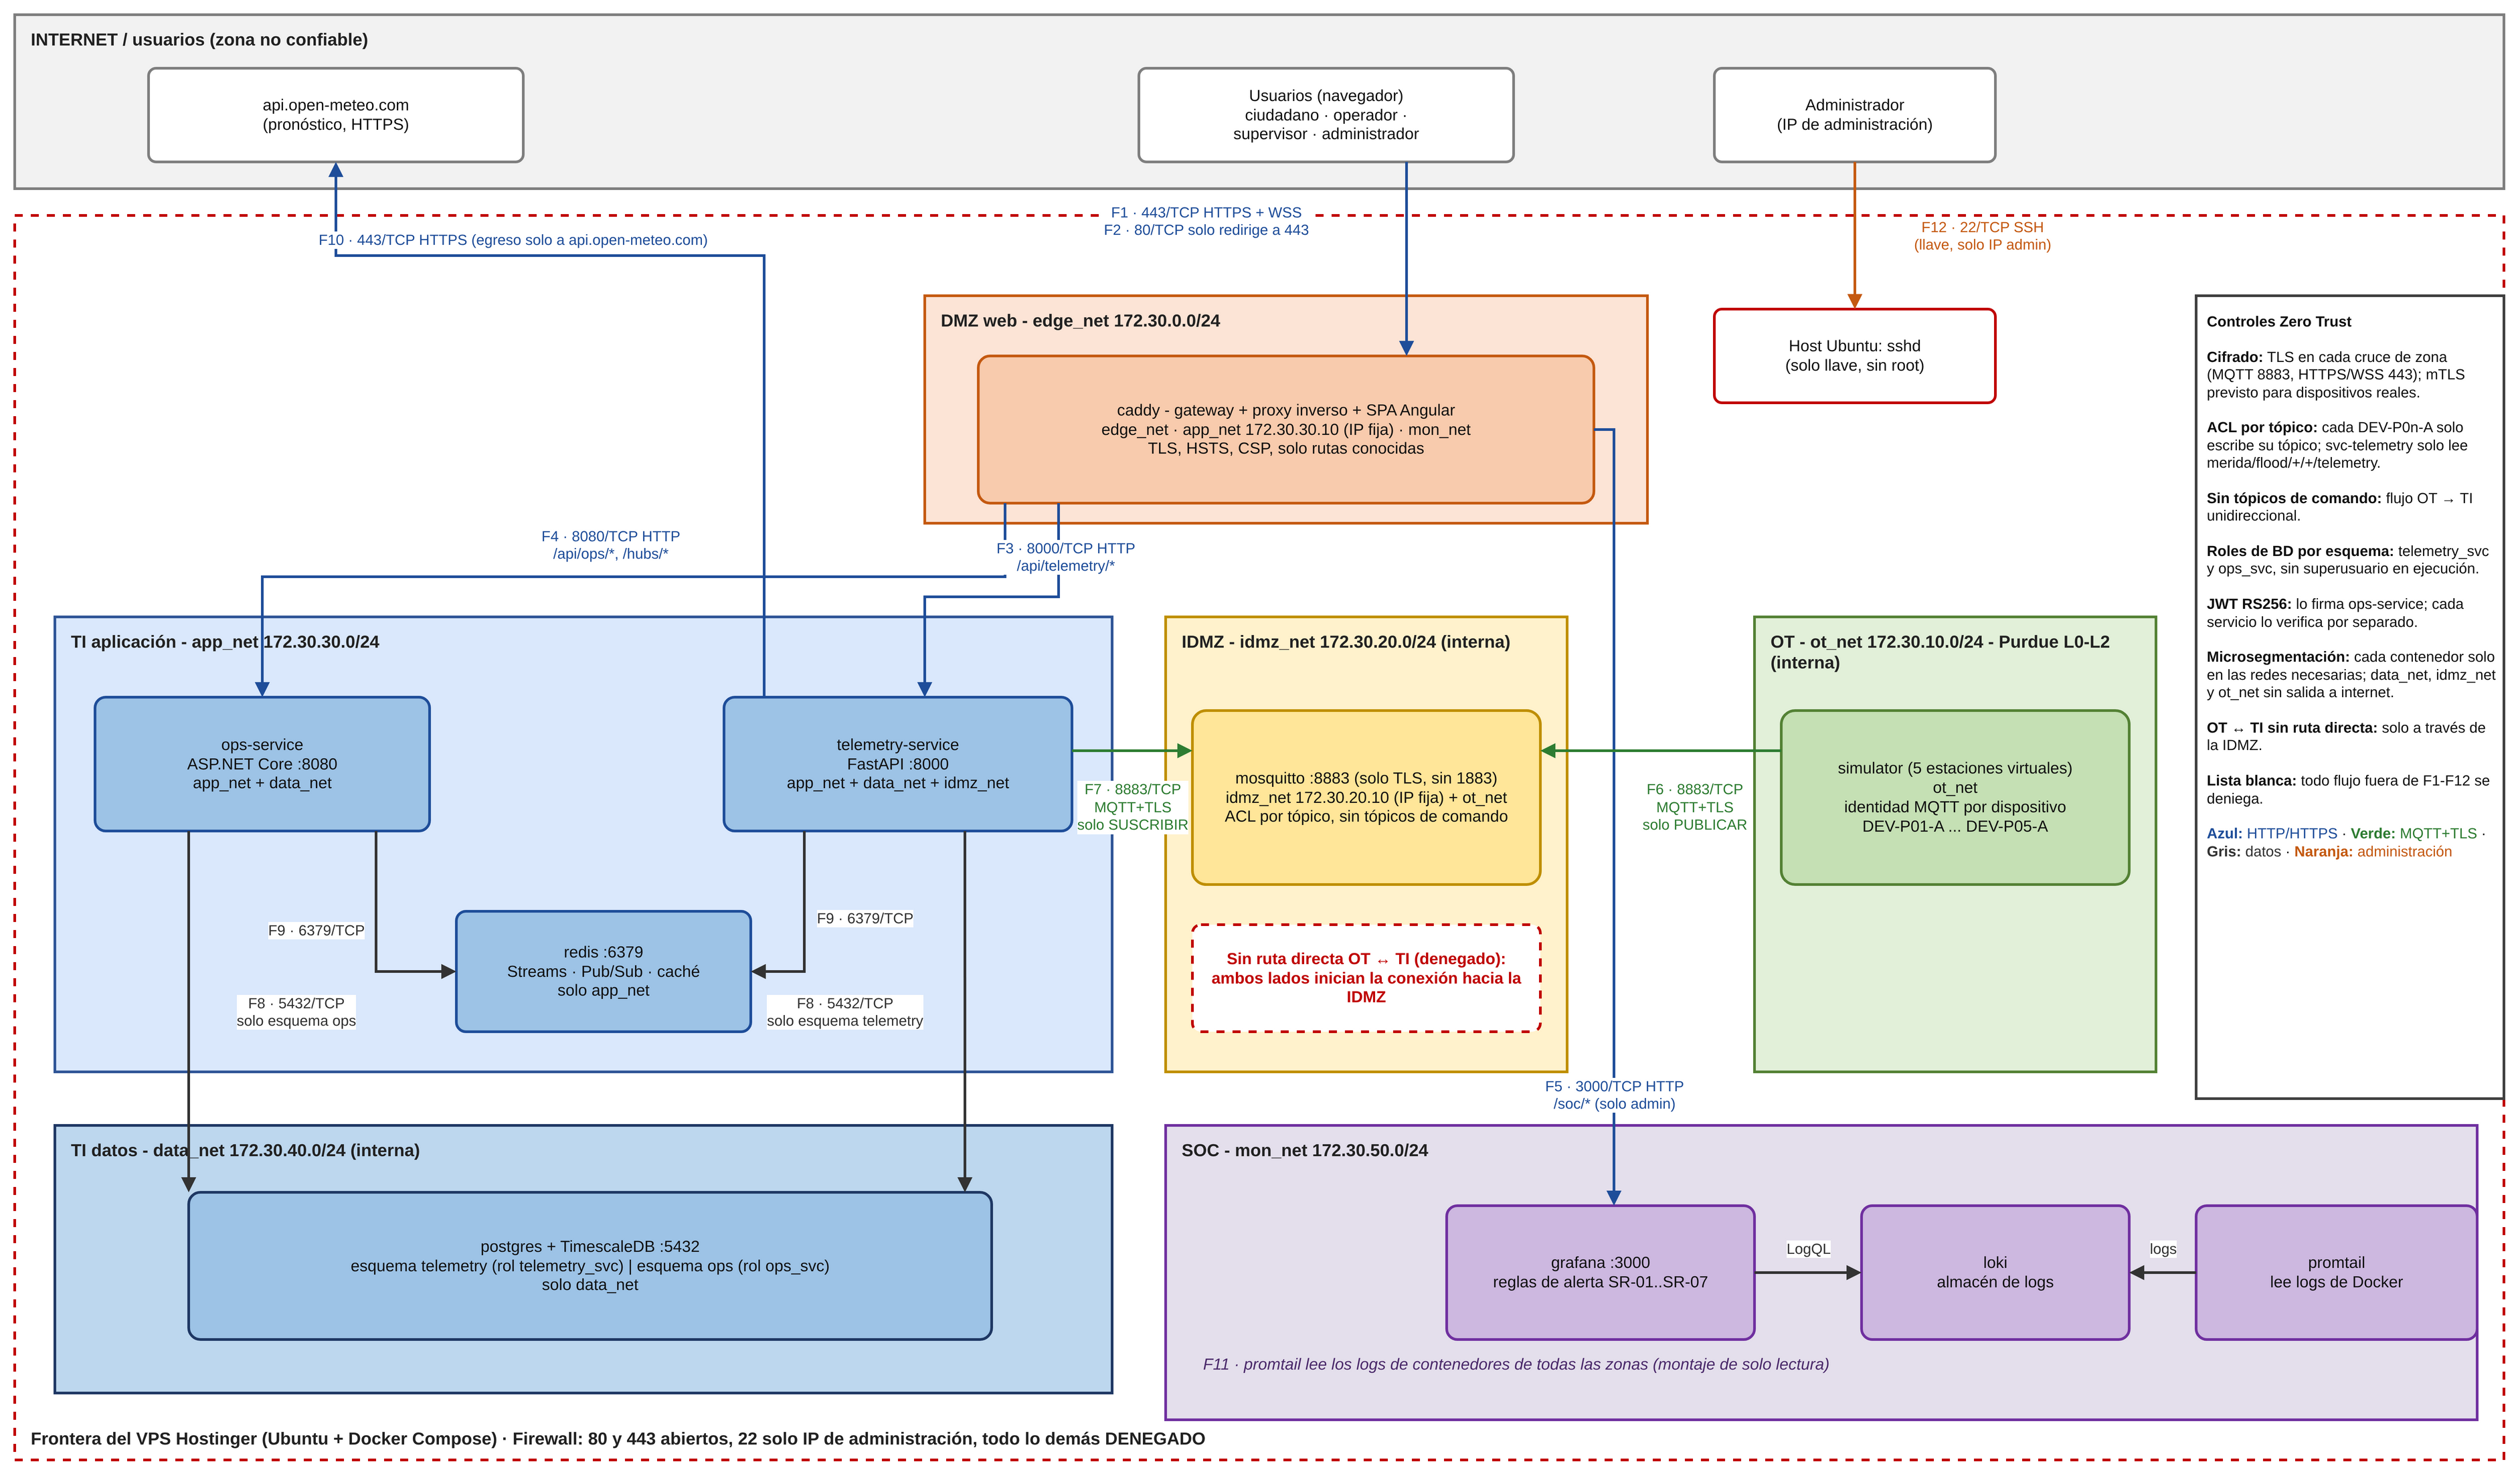 INTERNET / usuarios (zona no confiable)
api.open-meteo.com
(pronóstico, HTTPS)
Usuarios (navegador)
ciudadano · operador ·
supervisor · administrador
Administrador
(IP de administración)
F1 · 443/TCP HTTPS + WSS
F2 · 80/TCP solo redirige a 443
F10 · 443/TCP HTTPS (egreso solo a api.open-meteo.com)
F12 · 22/TCP SSH
(llave, solo IP admin)
DMZ web - edge_net 172.30.0.0/24
caddy - gateway + proxy inverso + SPA Angular
edge_net · app_net 172.30.30.10 (IP fija) · mon_net
TLS, HSTS, CSP, solo rutas conocidas
Host Ubuntu: sshd
(solo llave, sin root)
F4 · 8080/TCP HTTP
/api/ops/*, /hubs/*
F3 · 8000/TCP HTTP
/api/telemetry/*
TI aplicación - app_net 172.30.30.0/24
ops-service
ASP.NET Core :8080
app_net + data_net
telemetry-service
FastAPI :8000
app_net + data_net + idmz_net
F9 · 6379/TCP
F9 · 6379/TCP
redis :6379
Streams · Pub/Sub · caché
solo app_net
F8 · 5432/TCP
solo esquema ops
F8 · 5432/TCP
solo esquema telemetry
F7 · 8883/TCP
MQTT+TLS
solo SUSCRIBIR
IDMZ - idmz_net 172.30.20.0/24 (interna)
mosquitto :8883 (solo TLS, sin 1883)
idmz_net 172.30.20.10 (IP fija) + ot_net
ACL por tópico, sin tópicos de comando
Sin ruta directa OT ↔ TI (denegado):
ambos lados inician la conexión hacia la
IDMZ
F6 · 8883/TCP
MQTT+TLS
solo PUBLICAR
OT - ot_net 172.30.10.0/24 - Purdue L0-L2
(interna)
simulator (5 estaciones virtuales)
ot_net
identidad MQTT por dispositivo
DEV-P01-A ... DEV-P05-A
F5 · 3000/TCP HTTP
/soc/* (solo admin)
Controles Zero Trust
Cifrado: TLS en cada cruce de zona
(MQTT 8883, HTTPS/WSS 443); mTLS
previsto para dispositivos reales.
ACL por tópico: cada DEV-P0n-A solo
escribe su tópico; svc-telemetry solo lee
merida/flood/+/+/telemetry.
Sin tópicos de comando: flujo OT → TI
unidireccional.
Roles de BD por esquema: telemetry_svc
y ops_svc, sin superusuario en ejecución.
JWT RS256: lo firma ops-service; cada
servicio lo verifica por separado.
Microsegmentación: cada contenedor solo
en las redes necesarias; data_net, idmz_net
y ot_net sin salida a internet.
OT ↔ TI sin ruta directa: solo a través de
la IDMZ.
Lista blanca: todo flujo fuera de F1-F12 se
deniega.
Azul: HTTP/HTTPS · Verde: MQTT+TLS ·
Gris: datos · Naranja: administración
TI datos - data_net 172.30.40.0/24 (interna)
postgres + TimescaleDB :5432
esquema telemetry (rol telemetry_svc) | esquema ops (rol ops_svc)
solo data_net
SOC - mon_net 172.30.50.0/24
grafana :3000
reglas de alerta SR-01..SR-07
LogQL
loki
almacén de logs
logs
promtail
lee logs de Docker
F11 · promtail lee los logs de contenedores de todas las zonas (montaje de solo lectura)
Frontera del VPS Hostinger (Ubuntu + Docker Compose) · Firewall: 80 y 443 abiertos, 22 solo IP de administración, todo lo demás DENEGADO